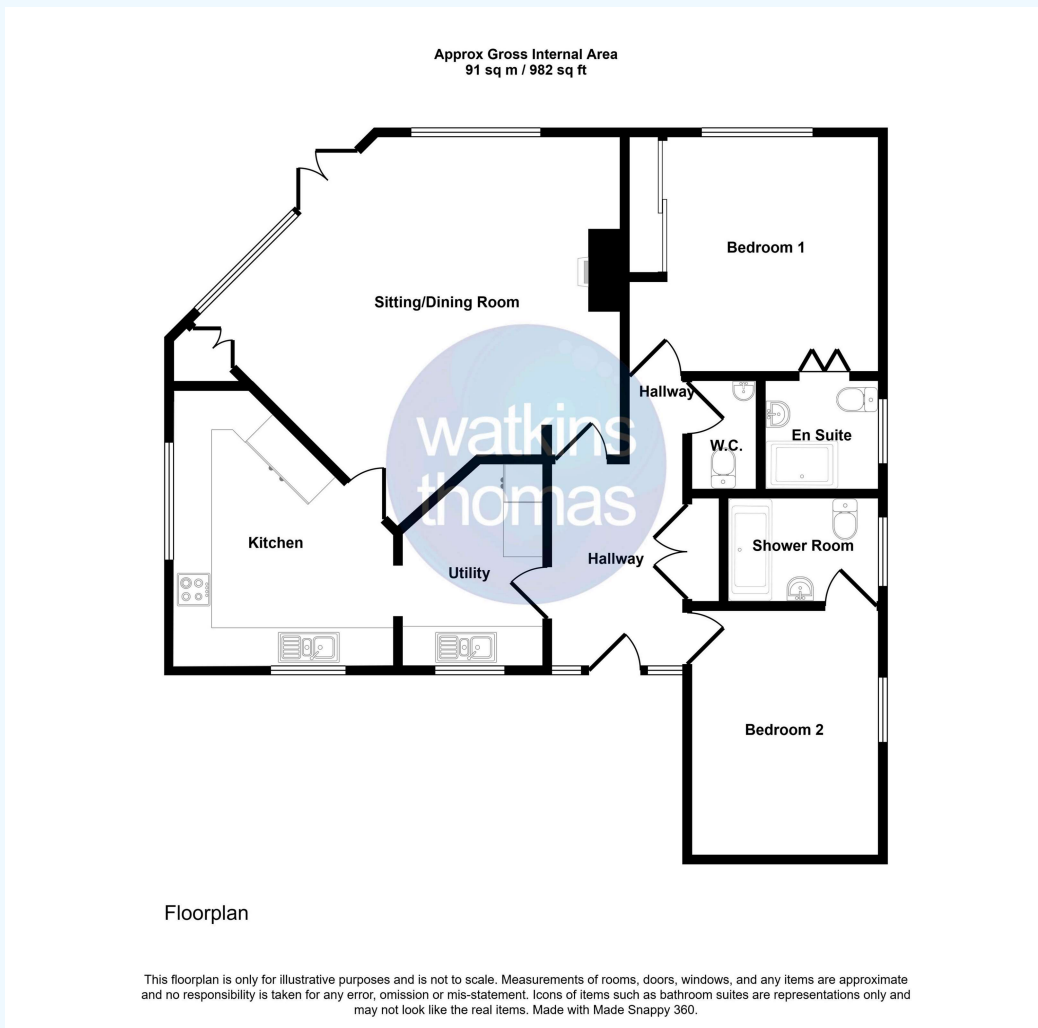 Approx Gross Internal Area
91 sq m / 982 sq ft
Bedroom 1
Sitting/Dining Room
Hallway
watkins
thomas
En Suite
W.C.
Kitchen
Utility
Hallway
Shower Room
Bedroom 2
Floorplan
This floorplan is only for illustrative purposes and is not to scale. Measurements of rooms, doors, windows, and any items are approximate
and no responsibility is taken for any error, omission or mis-statement. Icons of items such as bathroom suites are representations only and
may not look like the real items. Made with Made Snappy 360.